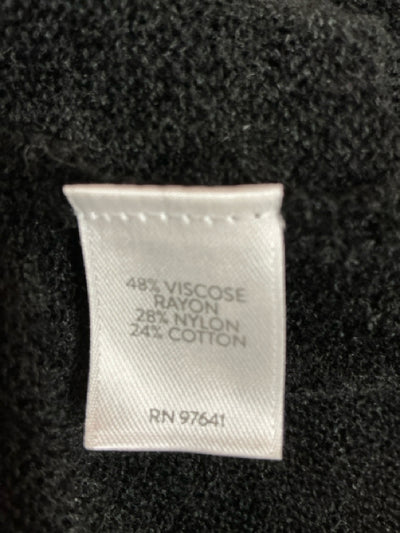 48% VISCOSE
RAYON
28% NYLON
24% COTTON
RN 97641